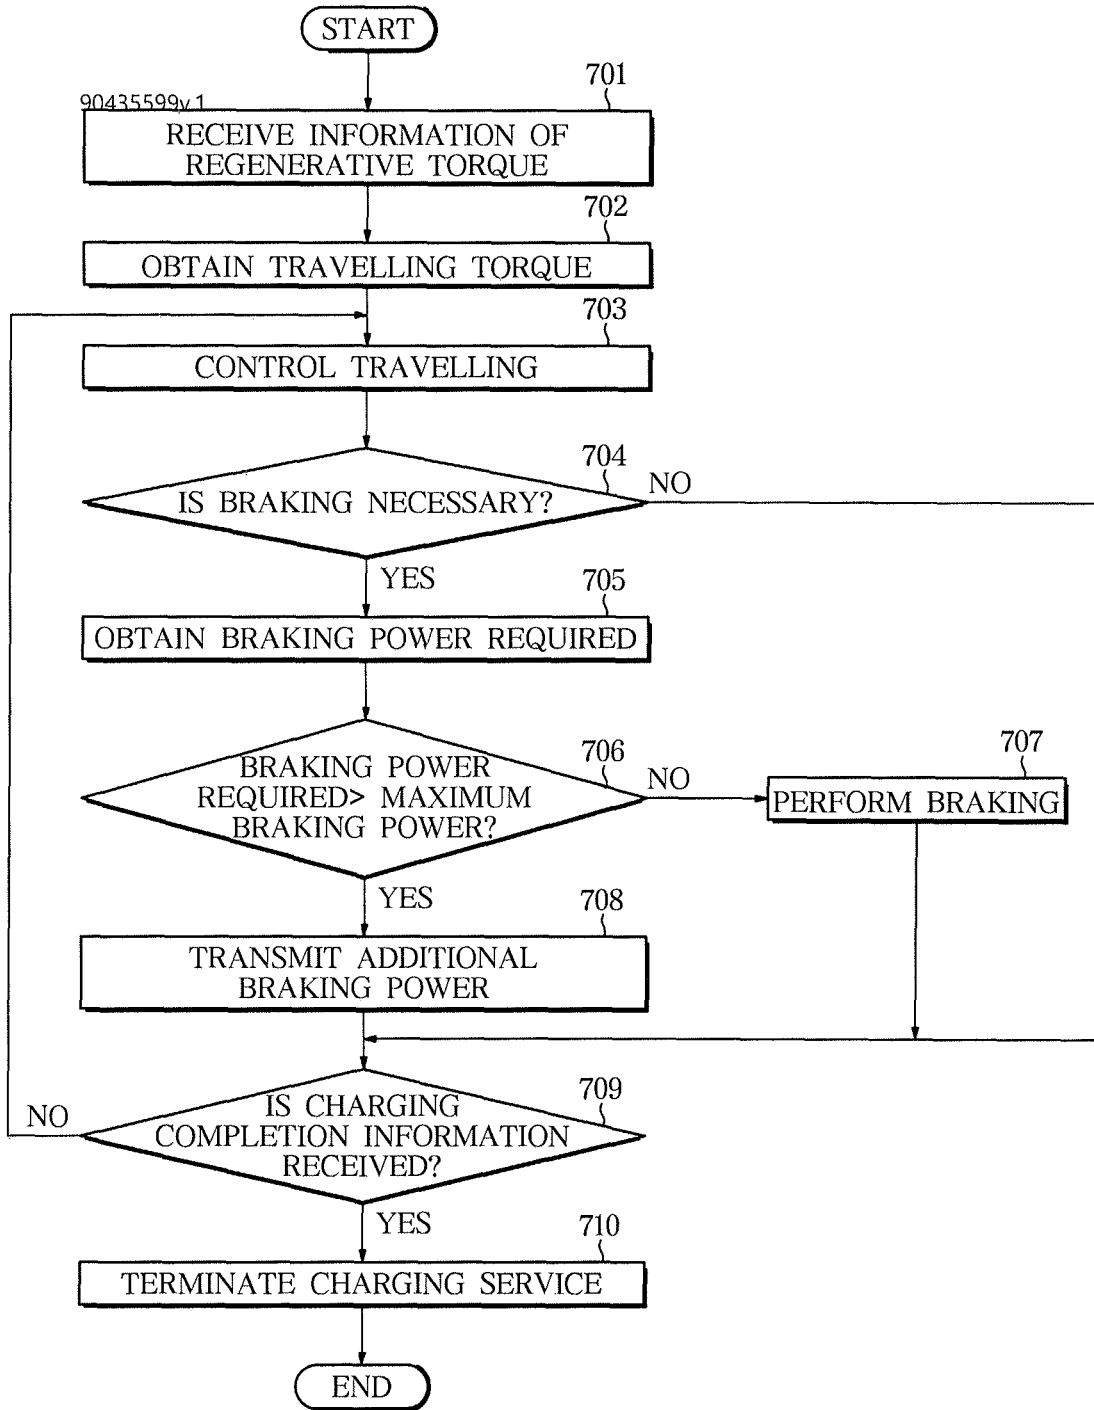 START
701
90435599v.1
RECEIVE INFORMATION OF
REGENERATIVE TORQUE
702
OBTAIN TRAVELLING TORQUE
703
CONTROL TRAVELLING
704
IS BRAKING NECESSARY?
NO
YES
705
OBTAIN BRAKING POWER REQUIRED
706
BRAKING POWER
REQUIRED> MAXIMUM
BRAKING POWER?
NO
707
PERFORM BRAKING
YES
708
TRANSMIT ADDITIONAL
BRAKING POWER
709
IS CHARGING
COMPLETION INFORMATION
RECEIVED?
NO
YES
710
TERMINATE CHARGING SERVICE
END